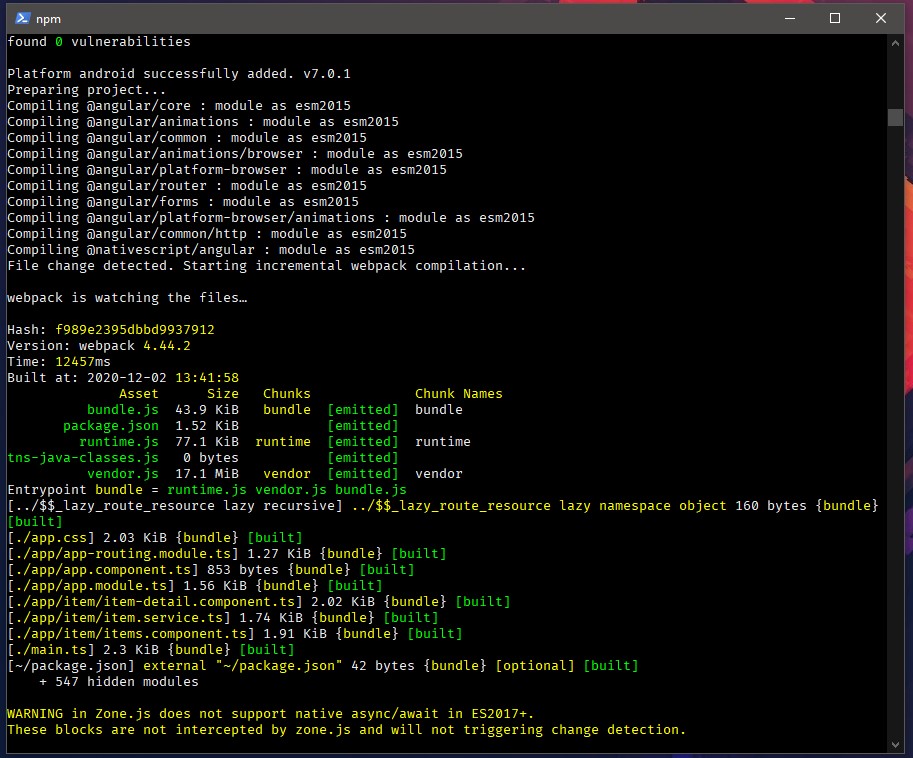 npm
found 0 vulnerabilities
Platform android successfully added. v7.0.1
Preparing project...
Compiling @angular/core : module as esm2015
Compiling @angular/animations : module as esm2015
Compiling @angular/common : module as esm2015
Compiling @angular/animations/browser : module as esm2015
Compiling @angular/platform-browser : module as esm2015
Compiling @angular/router : module as esm2015
Compiling @angular/forms : module as esm2015
Compiling @angular/platform-browser/animations : module as esm2015
Compiling @angular/common/http : module as esm2015
Compiling @nativescript/angular : module as esm2015
File change detected. Starting incremental webpack compilation...
webpack is watching the files…
Hash: f989e2395dbbd9937912
Version: webpack 4.44.2
Time: 12457ms
Built at: 2020-12-02 13:41:58
Asset Size Chunks Chunk Names
bundle.js 43.9 KiB bundle [emitted] bundle
package.json 1.52 KiB [emitted]
runtime.js 77.1 KiB runtime [emitted] runtime
tns-java-classes.js 0 bytes [emitted]
vendor.js 17.1 MiB vendor [emitted] vendor
Entrypoint bundle = runtime.js vendor.js bundle.js
[../$$_lazy_route_resource lazy recursive] ../$$_lazy_route_resource lazy namespace object 160 bytes {bundle}
[built]
[./app.css] 2.03 KiB {bundle} [built]
[./app/app-routing.module.ts] 1.27 KiB {bundle} [built]
[./app/app.component.ts] 853 bytes {bundle} [built]
[./app/app.module.ts] 1.56 KiB {bundle} [built]
[./app/item/item-detail.component.ts] 2.02 KiB {bundle} [built]
[./app/item/item.service.ts] 1.74 KiB {bundle} [built]
[./app/item/items.component.ts] 1.91 KiB {bundle} [built]
[./main.ts] 2.3 KiB {bundle} [built]
[~/package.json] external "~/package.json" 42 bytes {bundle} [optional] [built]
+ 547 hidden modules
WARNING in Zone.js does not support native async/await in ES2017+.
These blocks are not intercepted by zone.js and will not triggering change detection.